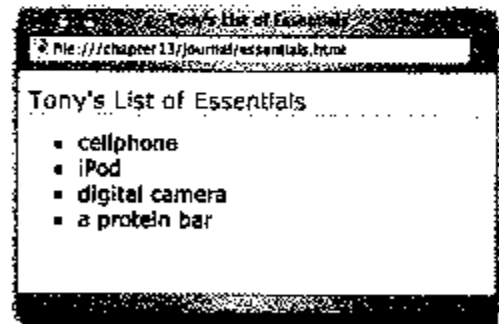 Tony's List of Essentials
file:///chapter13/journal/essentials.html
Tony's List of Essentials
▪ cellphone
▪ iPod
▪ digital camera
▪ a protein bar